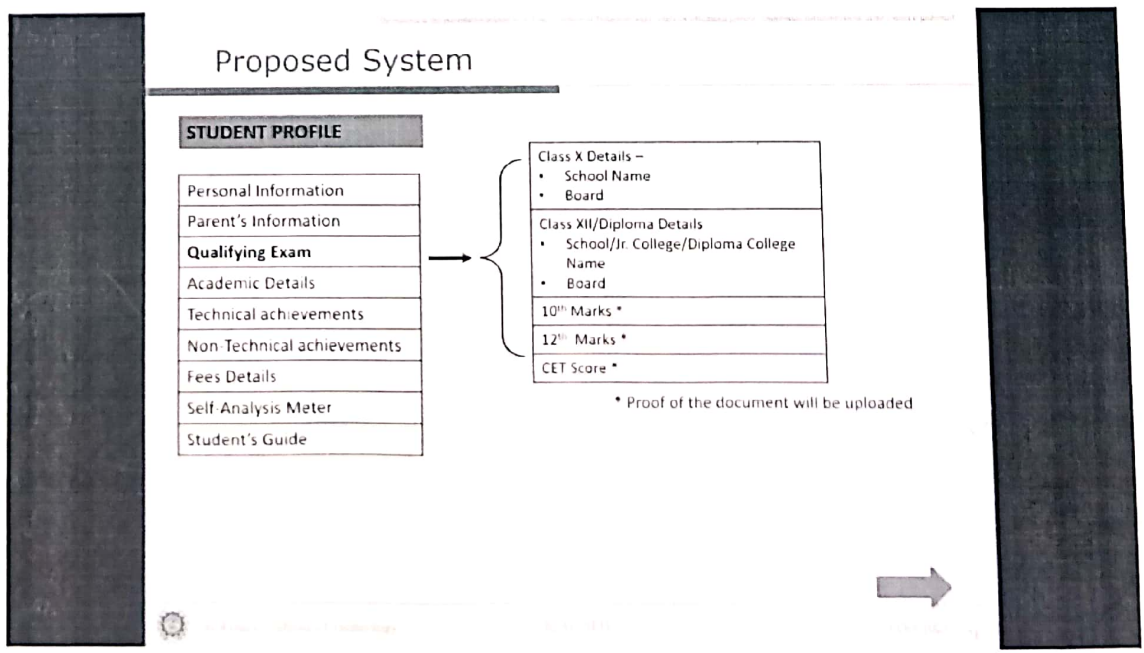 Proposed System
STUDENT PROFILE
Personal Information
Parent's Information
Qualifying Exam
Academic Details
Technical achievements
Non-Technical achievements
Fees Details
Self-Analysis Meter
Student's Guide
Class X Details –
• School Name
• Board
Class XII/Diploma Details
• School/Jr. College/Diploma College
Name
• Board
10th Marks *
12th Marks *
CET Score *
* Proof of the document will be uploaded